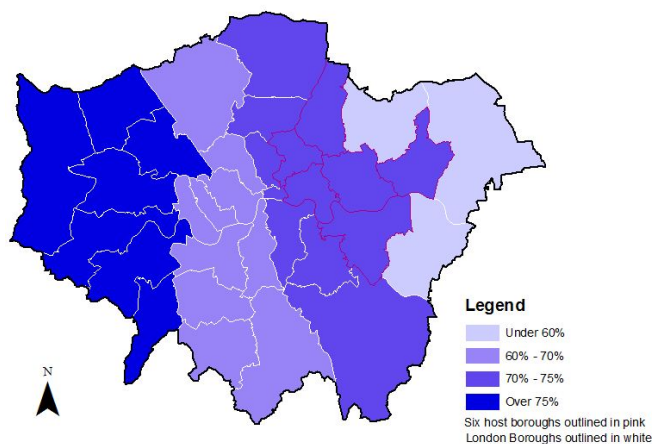 N
Legend
Under 60%
60% - 70%
70% - 75%
Over 75%
Six host boroughs outlined in pink
London Boroughs outlined in white